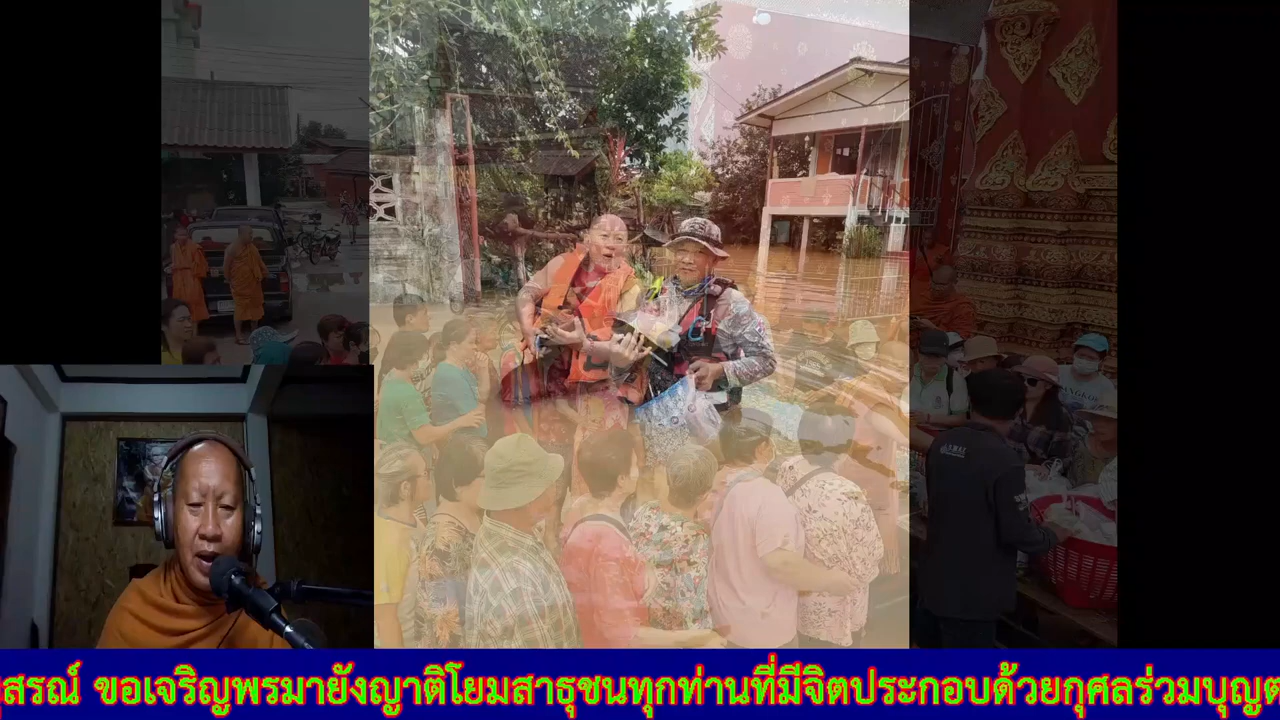 สรณ์ ขอเจริญพรมายังญาติโยมสาธุชนทุกท่านที่มีจิตประกอบด้วยกุศลร่วมบุญ